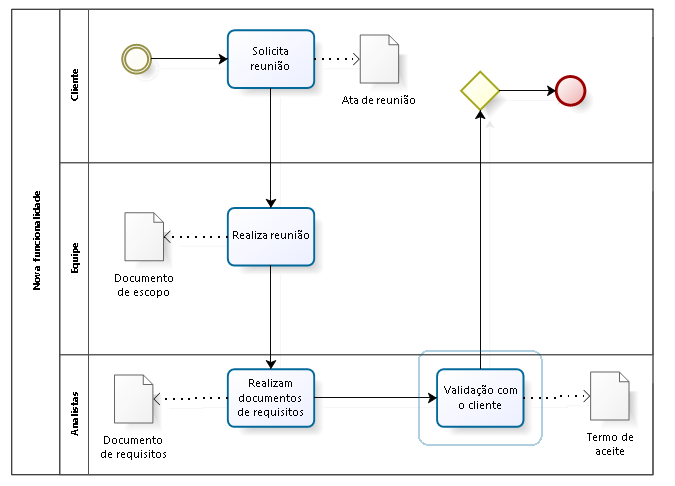 Nova funcionalidade
Cliente
Solicita
reunião
Ata de reunião
Equipe
Realiza reunião
Documento
de escopo
Analistas
Realizam
documentos
de requisitos
Documento
de requisitos
Validação com
o cliente
Termo de
aceite